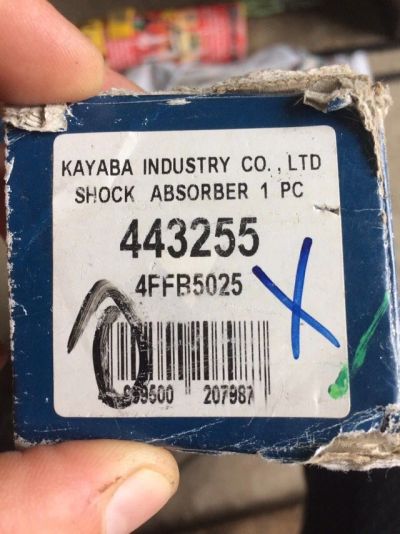 KAYABA INDUSTRY CO., LTD
SHOCK ABSORBER 1 PC
443255
4FFB5025
X
207987